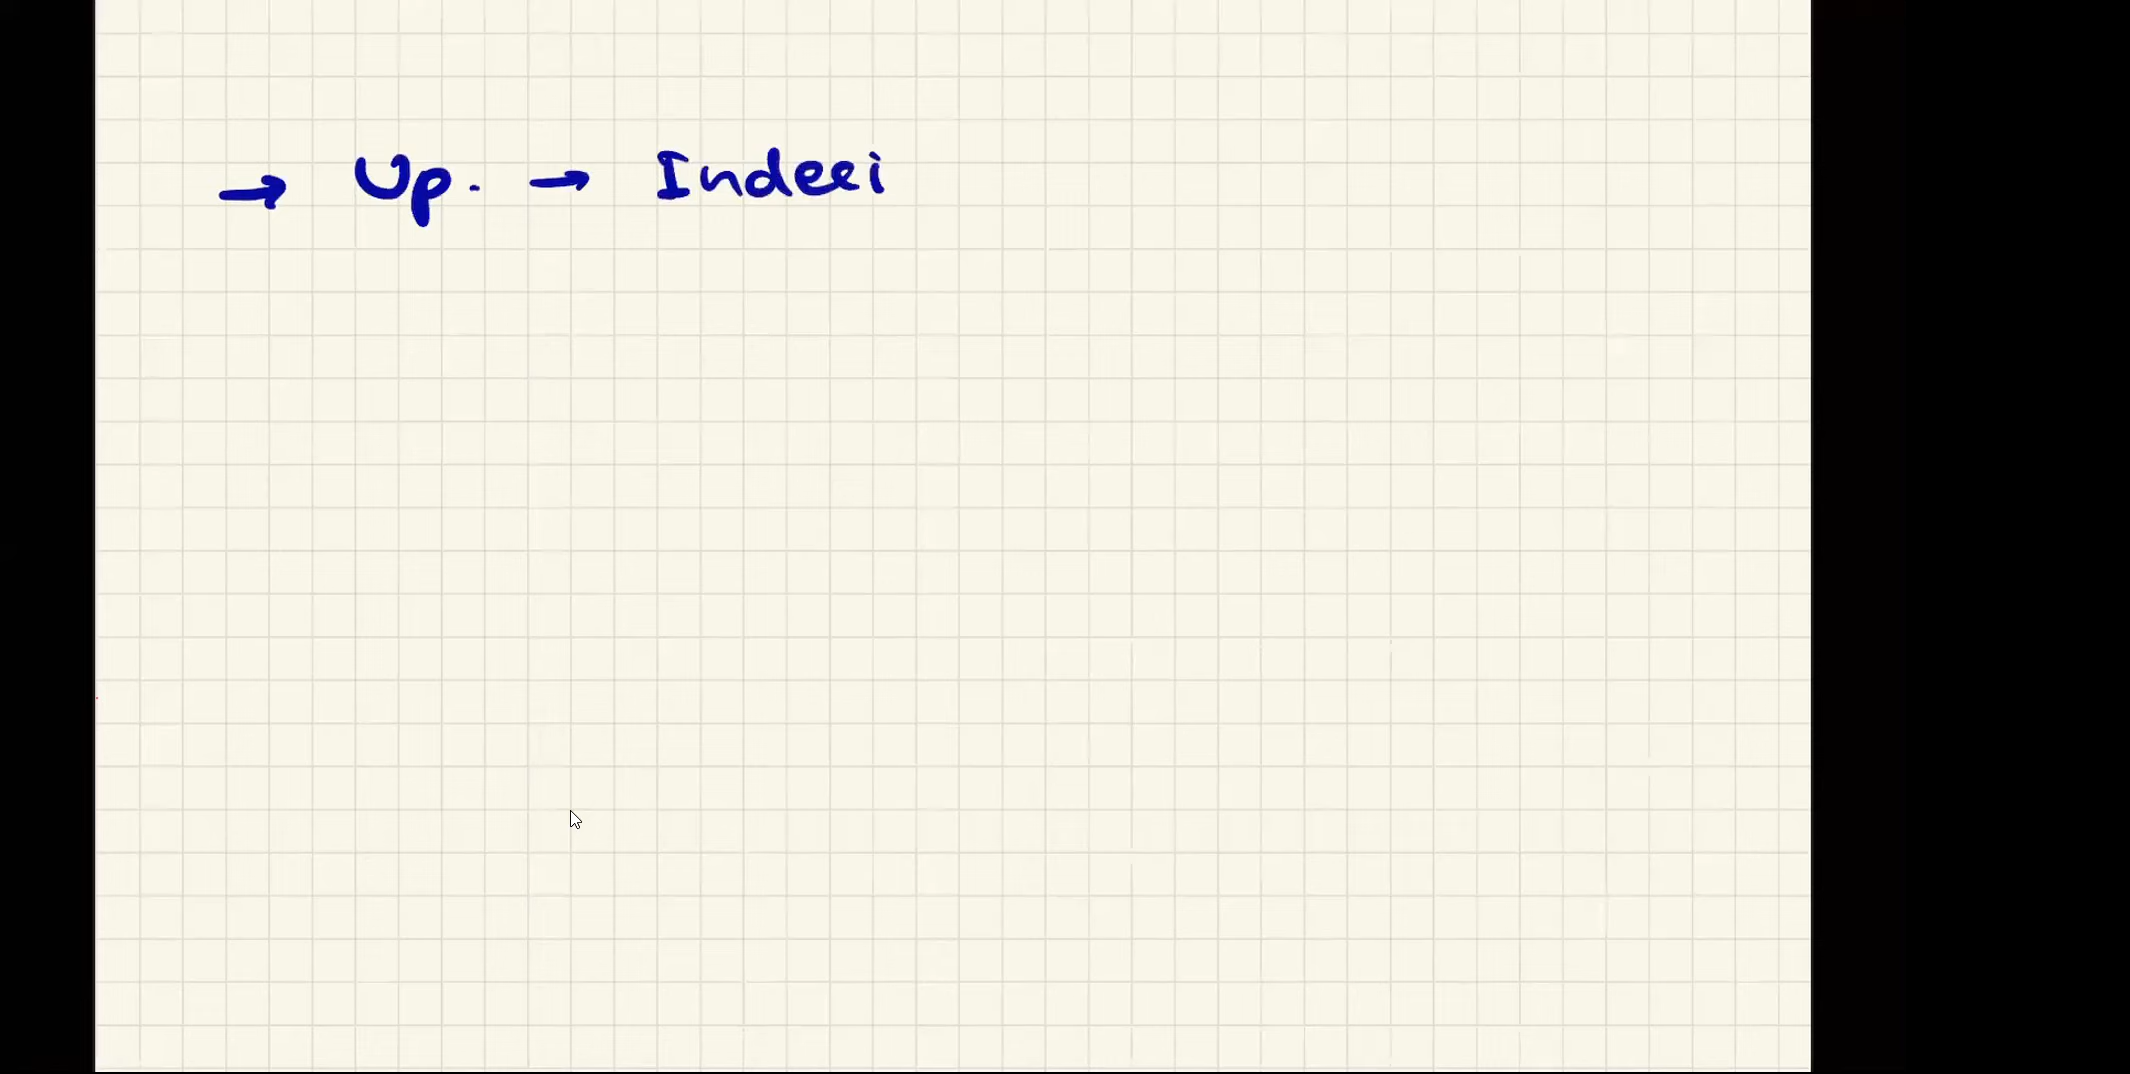 → Up. → Indeei